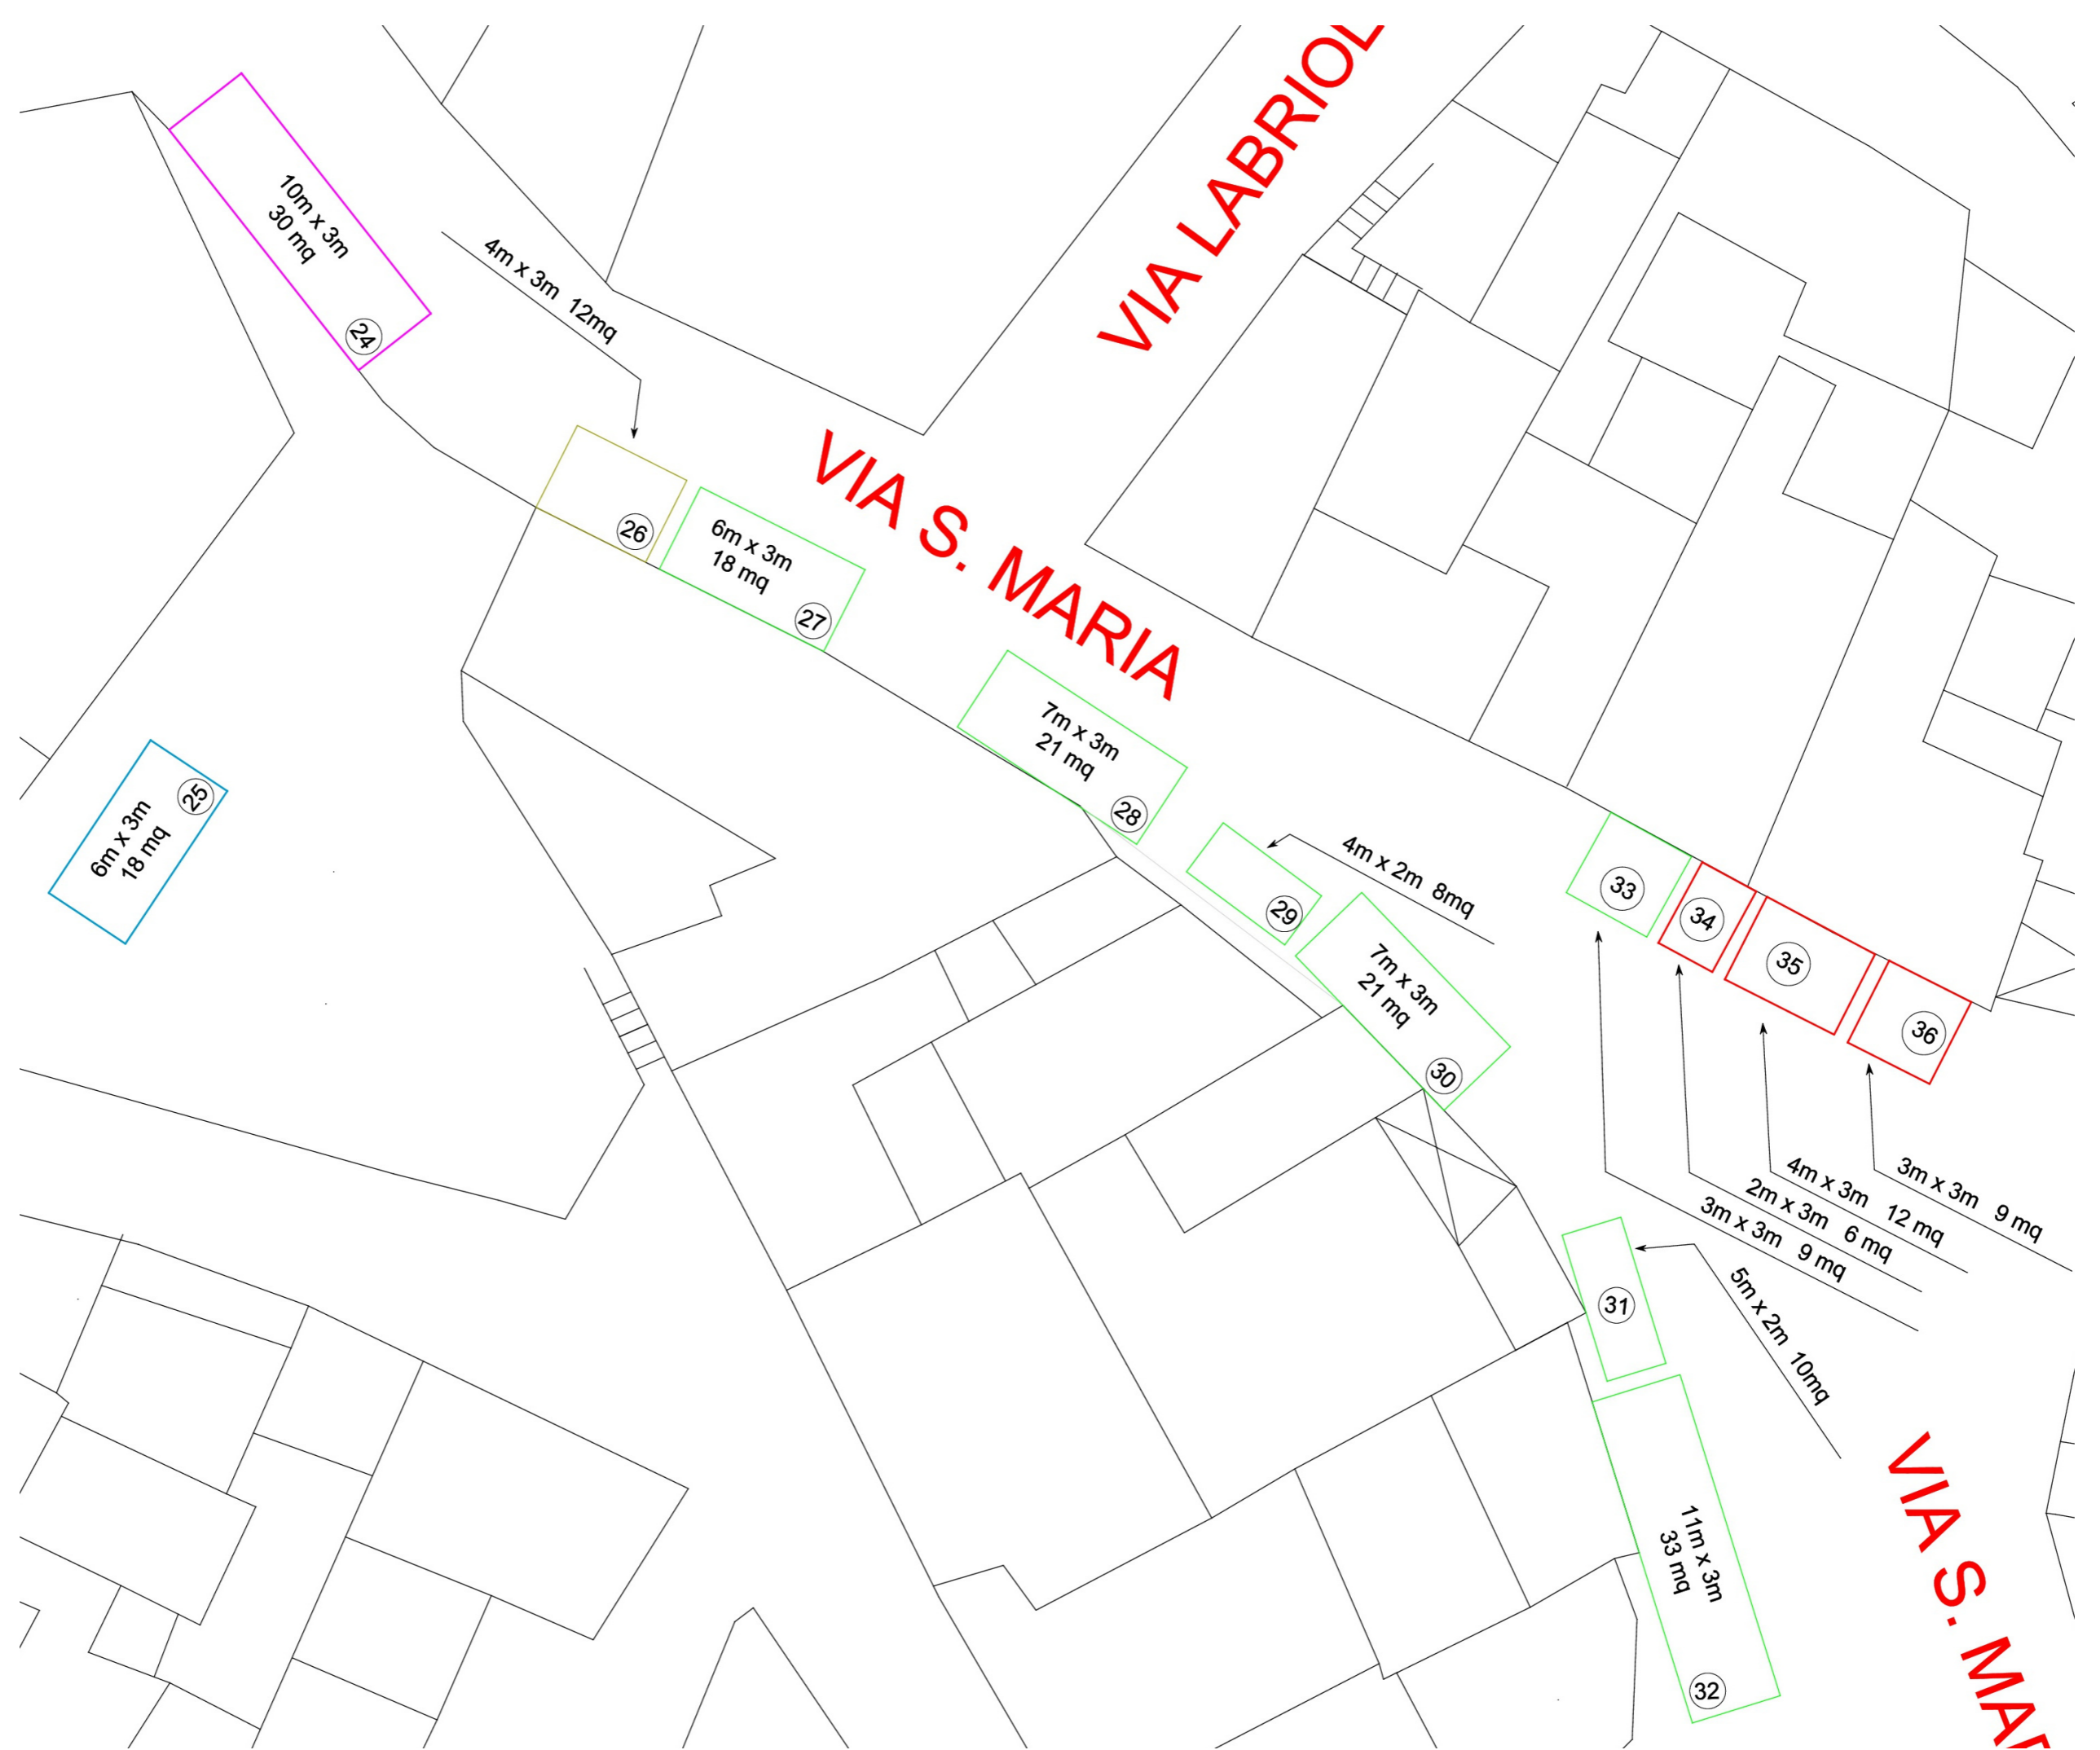 VIA LABRIOL
10m x 3m
30 mq
24
4m x 3m 12mq
26
6m x 3m
18 mq
27
VIA S. MARIA
7m x 3m
21 mq
28
25
6m x 3m
18 mq
4m x 2m 8mq
29
7m x 3m
21 mq
30
33
34
35
36
3m x 3m 9 mq
4m x 3m 12 mq
2m x 3m 6 mq
3m x 3m 9 mq
31
5m x 2m 10mq
11m x 3m
33 mq
32
VIA S. MAR